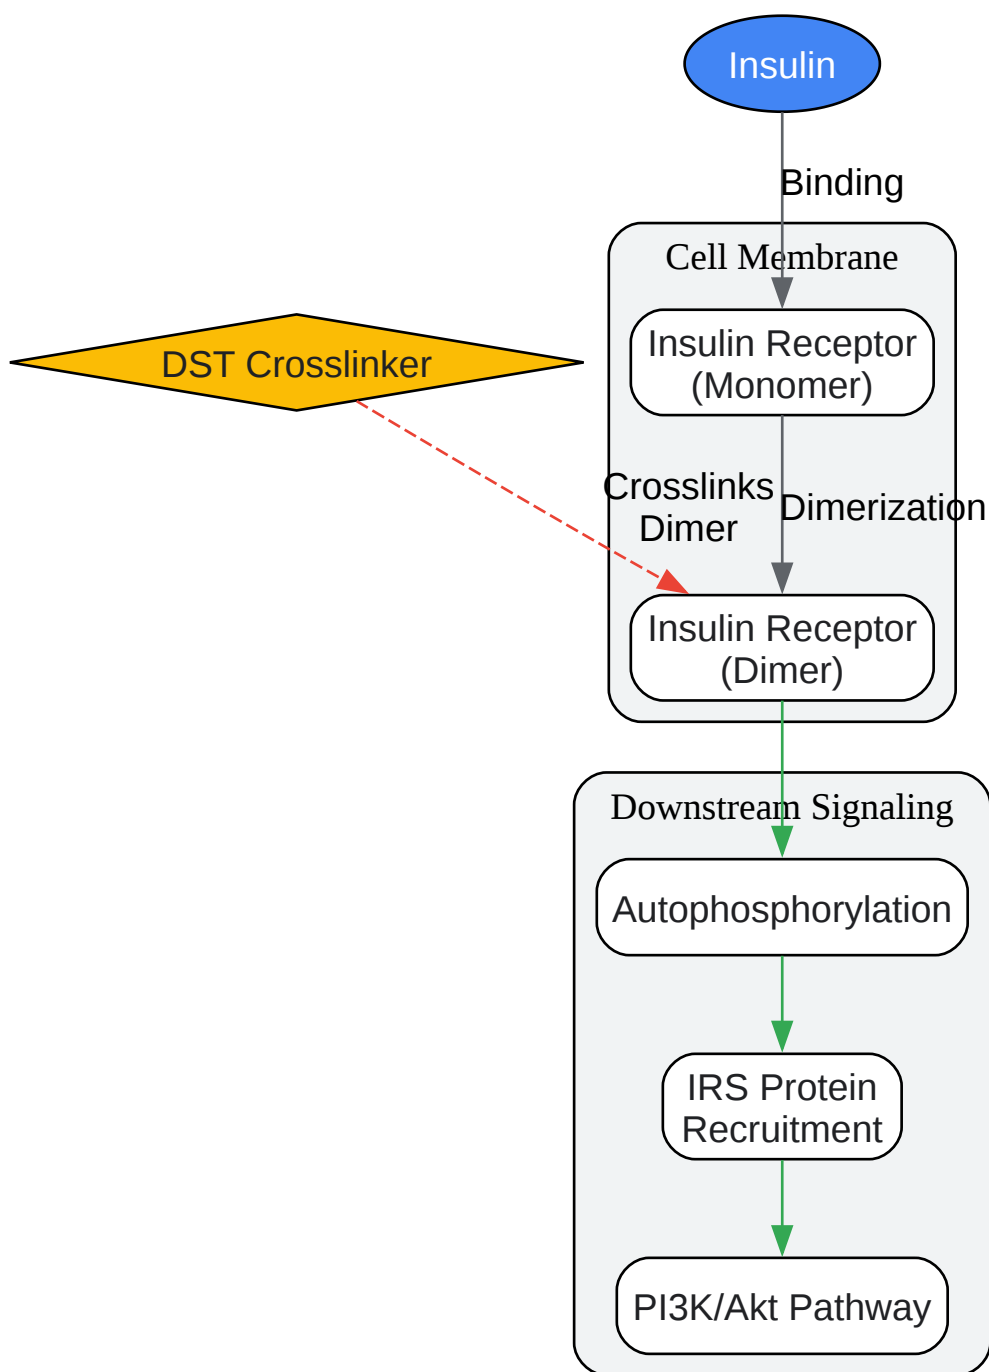 Insulin
Binding
Cell Membrane
DST Crosslinker
Insulin Receptor
(Monomer)
Crosslinks
Dimer
Dimerization
Insulin Receptor
(Dimer)
Downstream Signaling
Autophosphorylation
IRS Protein
Recruitment
PI3K/Akt Pathway